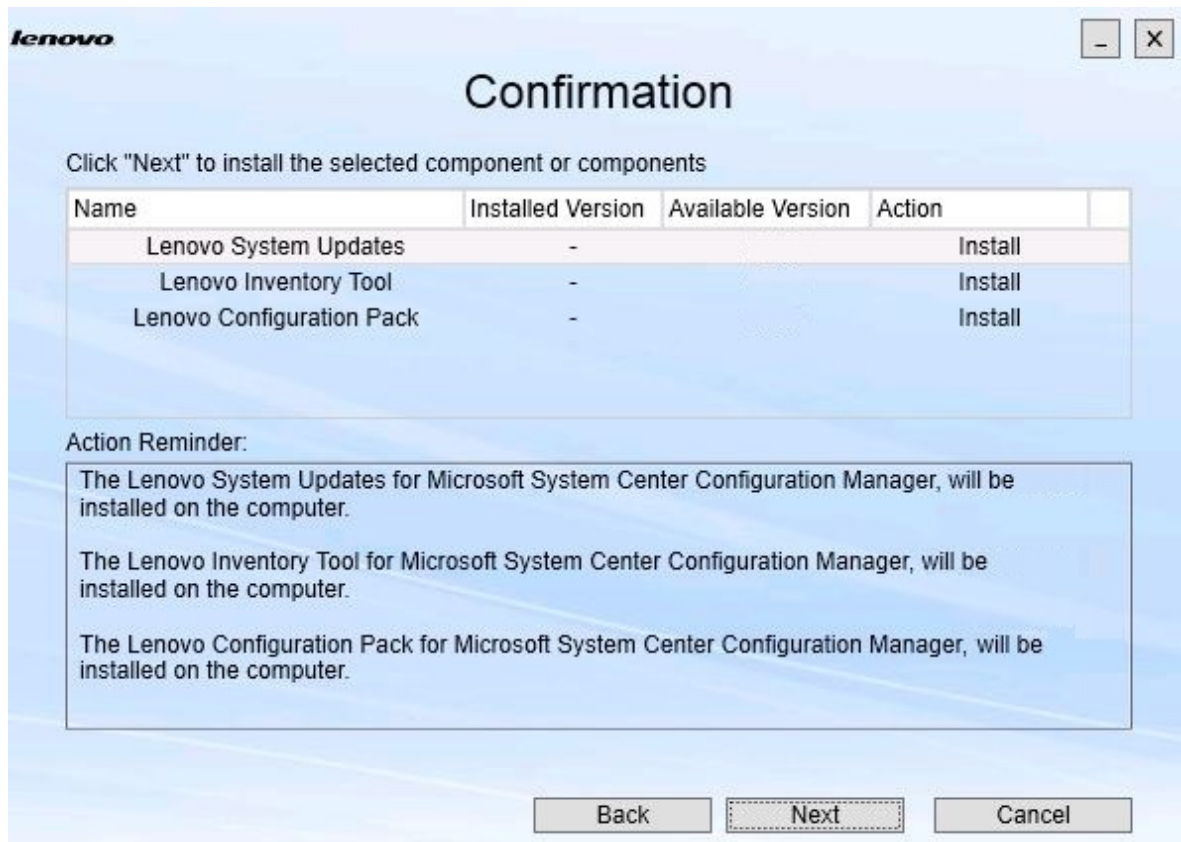 lenovo
_ X
Confirmation
Click "Next" to install the selected component or components
Name Installed Version Available Version Action
Lenovo System Updates - Install
Lenovo Inventory Tool - Install
Lenovo Configuration Pack - Install
Action Reminder:
The Lenovo System Updates for Microsoft System Center Configuration Manager, will be
installed on the computer.
The Lenovo Inventory Tool for Microsoft System Center Configuration Manager, will be
installed on the computer.
The Lenovo Configuration Pack for Microsoft System Center Configuration Manager, will be
installed on the computer.
Back Next Cancel